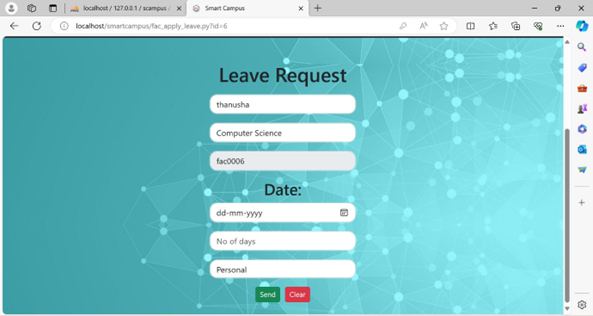 localhost / 127.0.0.1 / scampus /
Smart Campus
localhost/smartcampus/fac_apply_leave.py?id=6
Leave Request
thanusha
Computer Science
fac0006
Date:
dd-mm-yyyy
No of days
Personal
Send Clear